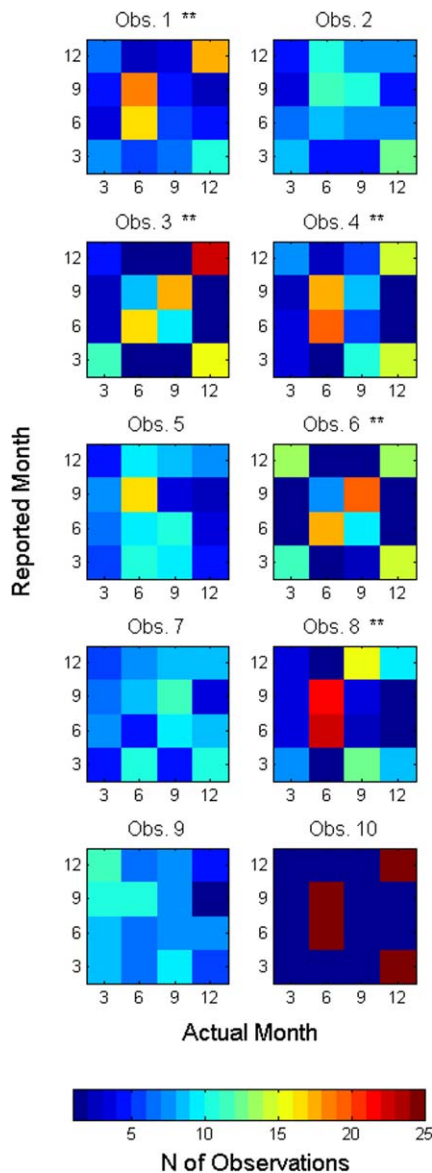 Obs. 1 **
Obs. 2
12
9
6
3
3 6 9 12
12
9
6
3
3 6 9 12
Obs. 3 **
Obs. 4 **
12
9
6
3
3 6 9 12
12
9
6
3
3 6 9 12
Obs. 5
Obs. 6 **
12
9
6
3
3 6 9 12
12
9
6
3
3 6 9 12
Reported Month
Obs. 7
Obs. 8 **
12
9
6
3
3 6 9 12
12
9
6
3
3 6 9 12
Obs. 9
Obs. 10
12
9
6
3
3 6 9 12
12
9
6
3
3 6 9 12
Actual Month
5 10 15 20 25
N of Observations